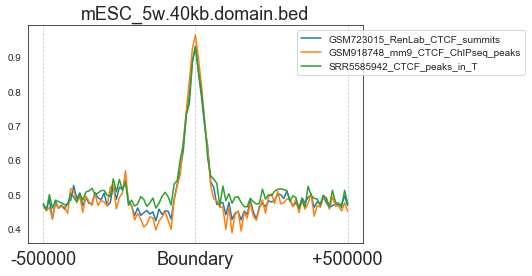 mESC_5w.40kb.domain.bed
GSM723015_RenLab_CTCF_summits
GSM918748_mm9_CTCF_ChIPseq_peaks
SRR5585942_CTCF_peaks_in_T
0.9
0.8
0.7
0.6
0.5
0.4
-500000 Boundary +500000